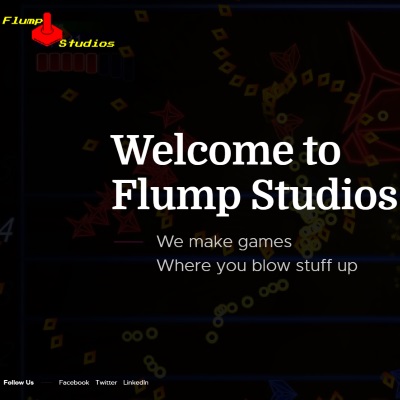 Flump
Studios
Welcome to
Flump Studios
We make games
Where you blow stuff up
4
Follow Us Facebook Twitter LinkedIn